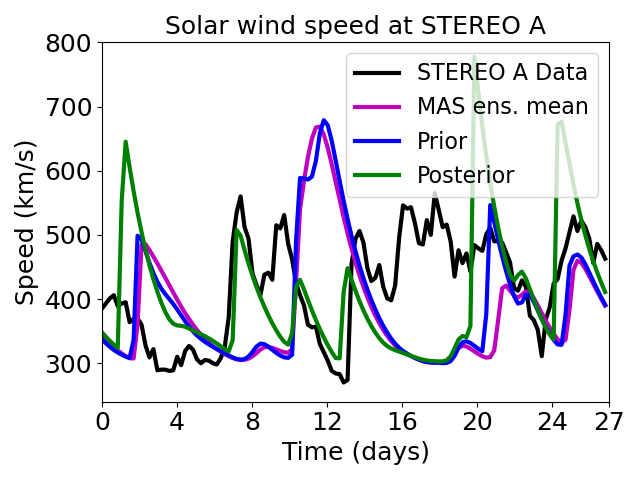 Solar wind speed at STEREO A
800
700
600
500
400
300
Speed (km/s)
STEREO A Data
MAS ens. mean
Prior
Posterior
0 4 8 12 16 20 24 27
Time (days)